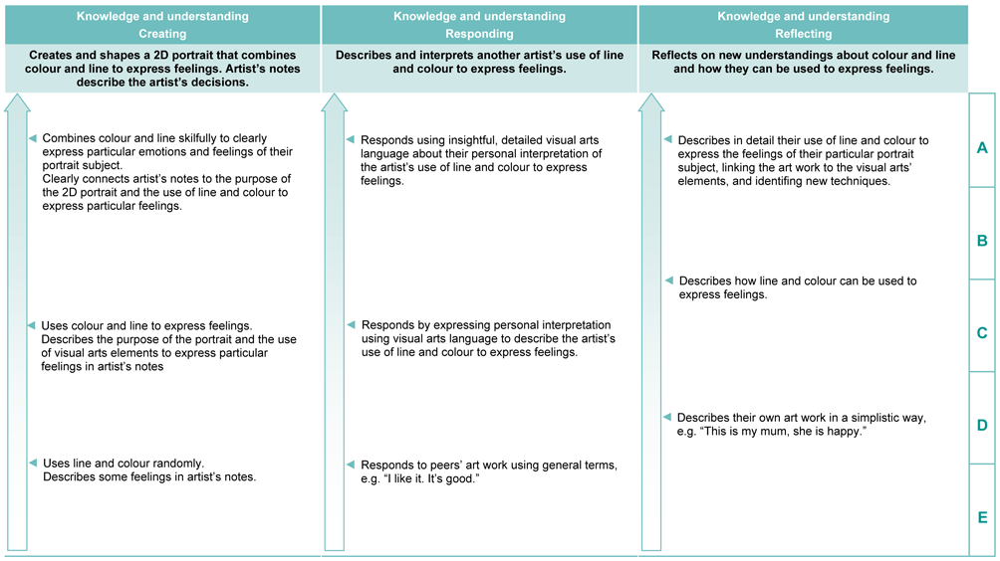 Knowledge and understanding
Creating
Knowledge and understanding
Responding
Knowledge and understanding
Reflecting
Creates and shapes a 2D portrait that combines
colour and line to express feelings. Artist's notes
describe the artist's decisions.
Describes and interprets another artist's use of line
and colour to express feelings.
Reflects on new understandings about colour and line
and how they can be used to express feelings.
Combines colour and line skilfully to clearly
express particular emotions and feelings of their
portrait subject.
Clearly connects artist's notes to the purpose of
the 2D portrait and the use of line and colour to
express particular feelings.
Responds using insightful, detailed visual arts
language about their personal interpretation of
the artist's use of line and colour to express
feelings.
Describes in detail their use of line and colour to
express the feelings of their particular portrait
subject, linking the art work to the visual arts'
elements, and identifing new techniques.
A
B
Describes how line and colour can be used to
express feelings.
Uses colour and line to express feelings.
Describes the purpose of the portrait and the use
of visual arts elements to express particular
feelings in artist's notes
Responds by expressing personal interpretation
using visual arts language to describe the artist's
use of line and colour to express feelings.
C
Describes their own art work in a simplistic way,
e.g. "This is my mum, she is happy."
D
Uses line and colour randomly.
Describes some feelings in artist's notes.
Responds to peers' art work using general terms,
e.g. "I like it. It's good."
E